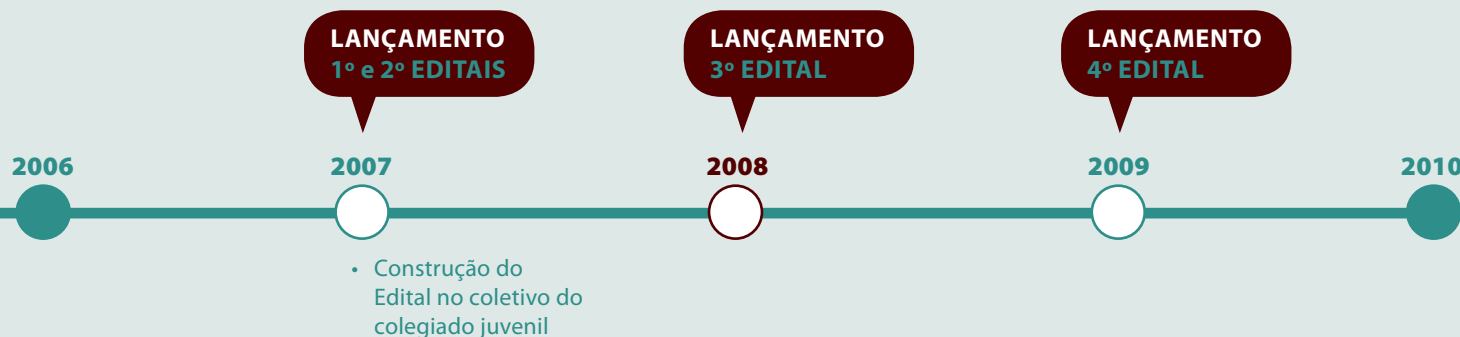 LANÇAMENTO
1º e 2º EDITAIS
LANÇAMENTO
3º EDITAL
LANÇAMENTO
4º EDITAL
2006
2007
2008
2009
2010
• Construção do
Edital no coletivo do
colegiado juvenil